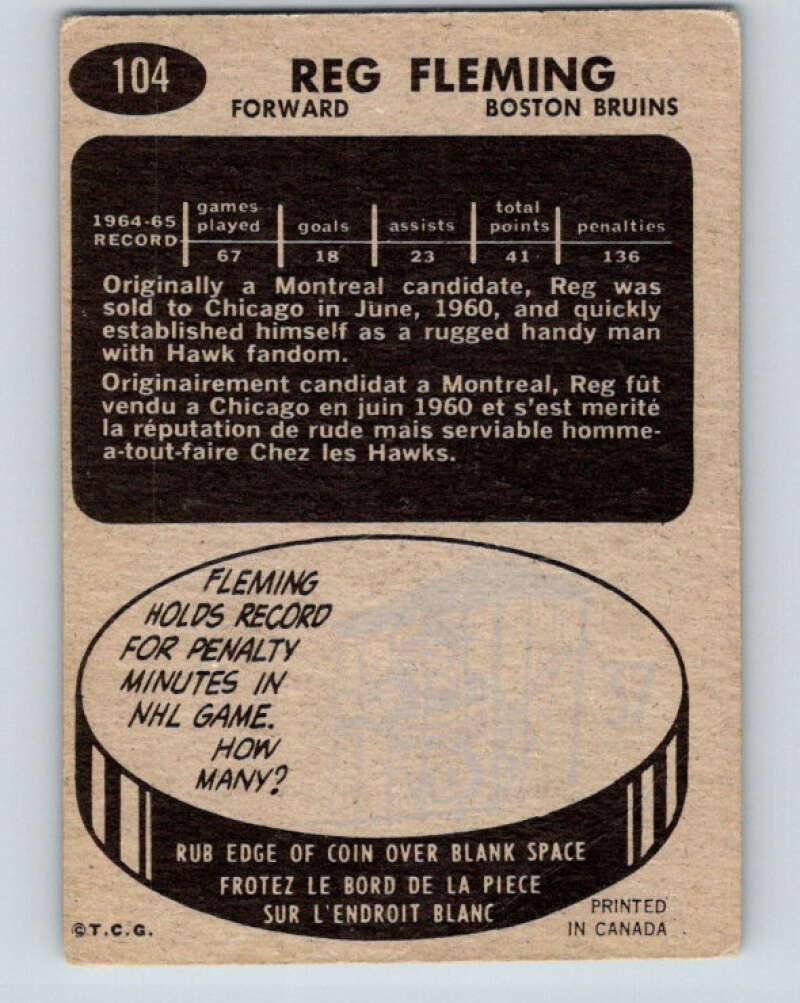 104
REG FLEMING
FORWARD BOSTON BRUINS
1964-65 RECORD
games played goals assists total points penalties
67 18 23 41 136
Originally a Montreal candidate, Reg was
sold to Chicago in June, 1960, and quickly
established himself as a rugged handy man
with Hawk fandom.
Originairement candidat a Montreal, Reg fût
vendu a Chicago en juin 1960 et s'est merité
la réputation de rude mais serviable homme-
a-tout-faire Chez les Hawks.
FLEMING
HOLDS RECORD
FOR PENALTY
MINUTES IN
NHL GAME.
HOW
MANY?
37
RUB EDGE OF COIN OVER BLANK SPACE
FROTEZ LE BORD DE LA PIECE
SUR L'ENDROIT BLANC
©T.C.G.
PRINTED
IN CANADA